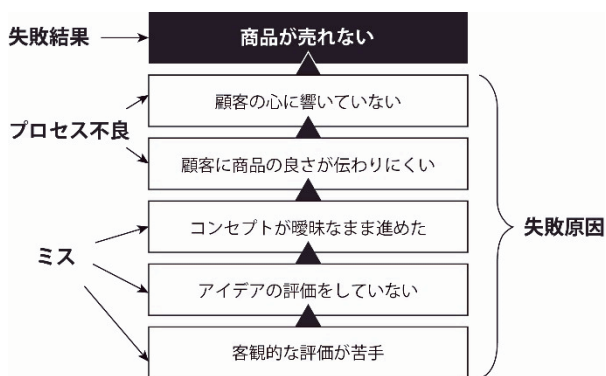 失敗結果
商品が売れない
顧客の心に響いていない
プロセス不良
顧客に商品の良さが伝わりにくい
コンセプトが曖昧なまま進めた
失敗原因
ミス
アイデアの評価をしていない
客観的な評価が苦手